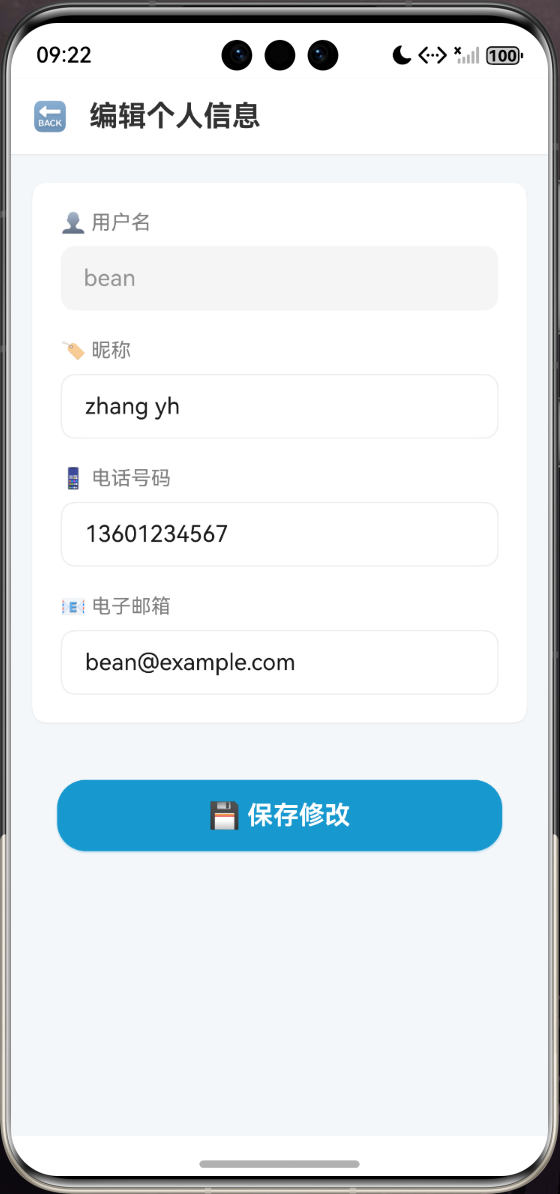 09:22
100
BACK
编辑个人信息
用户名
bean
昵称
zhang yh
电话号码
13601234567
电子邮箱
bean@example.com
保存修改